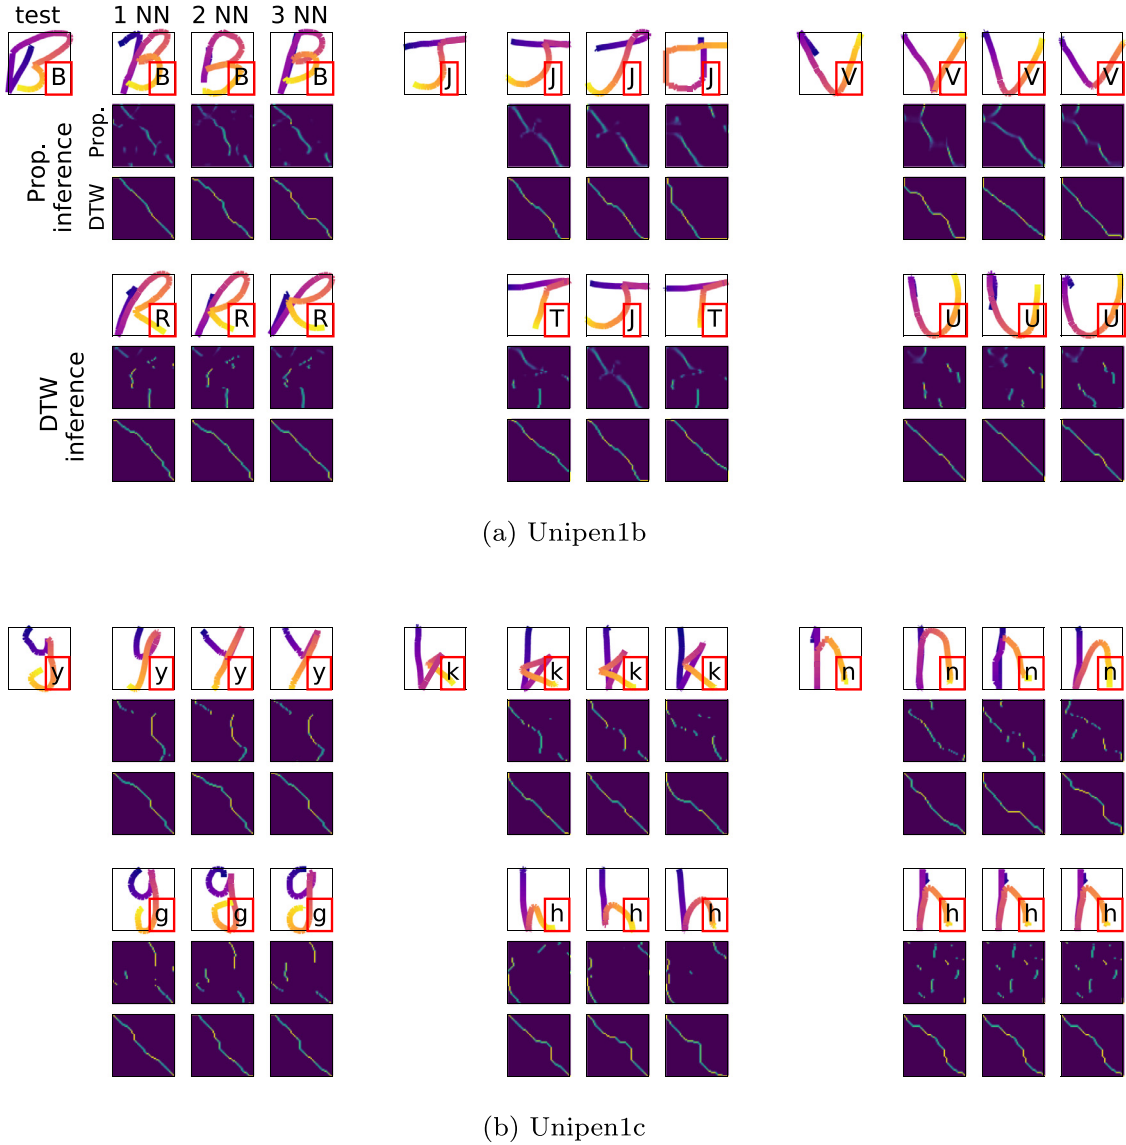 test 1 NN 2 NN 3 NN
B B B B J J J J V V V V
Prop. inference
Prop.
DTW
R R R T J T U U U
DTW inference
(a) Unipen1b
y y y y k k k k n n n n
g g g h h h h h h
(b) Unipen1c